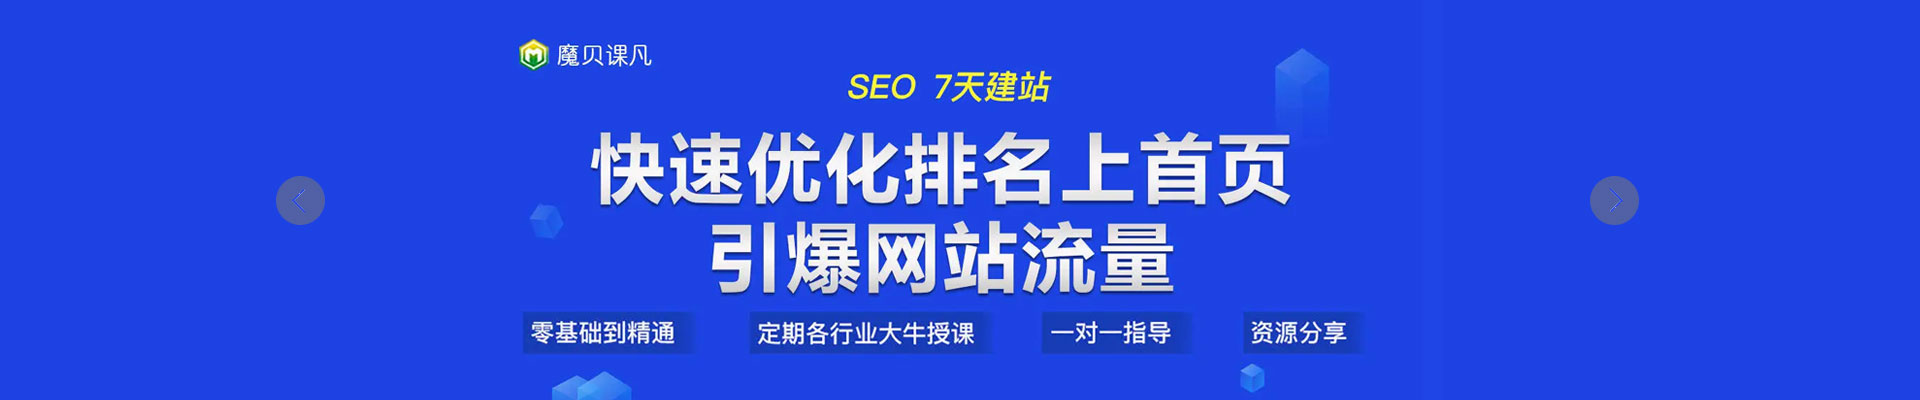 魔贝课凡
SEO 7天建站
快速优化排名上首页
引爆网站流量
零基础到精通
定期各行业大牛授课
一对一指导
资源分享